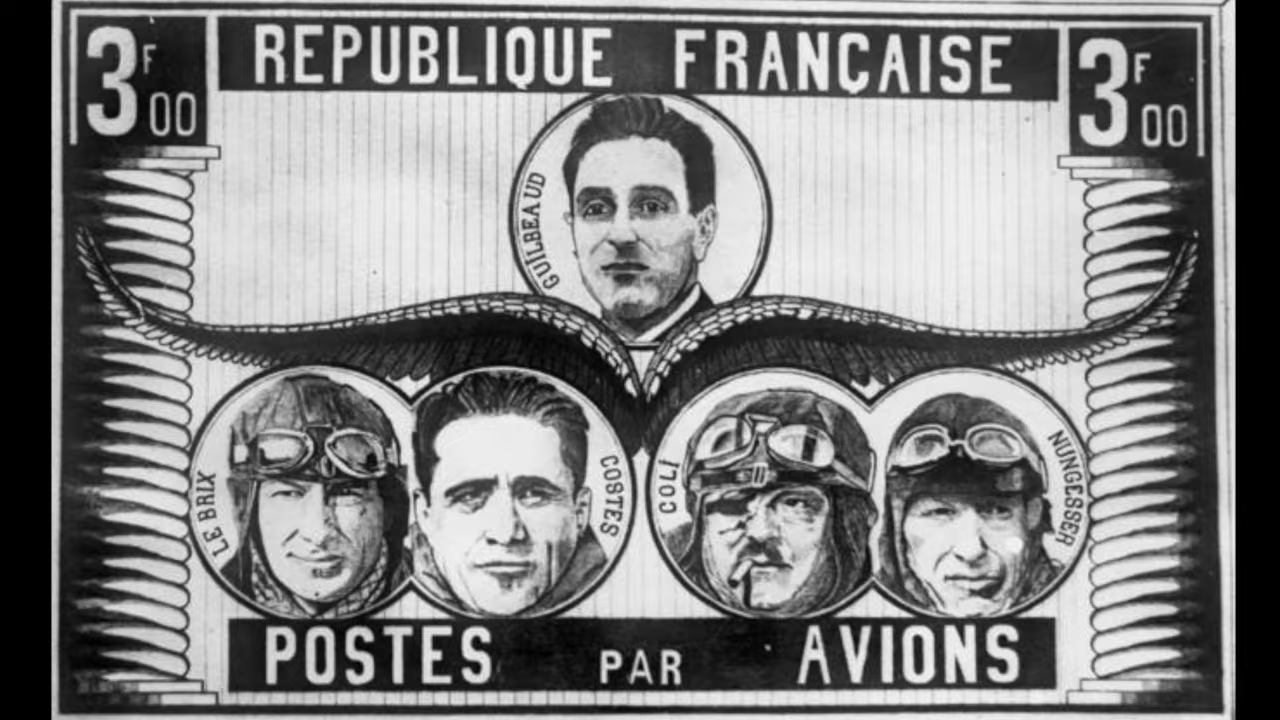 3F00 REPUBLIQUE FRANÇAISE 3F00
GUILBEAUD
LE BRIX
COSTES
COLI
NUNGESSER
POSTES PAR AVIONS